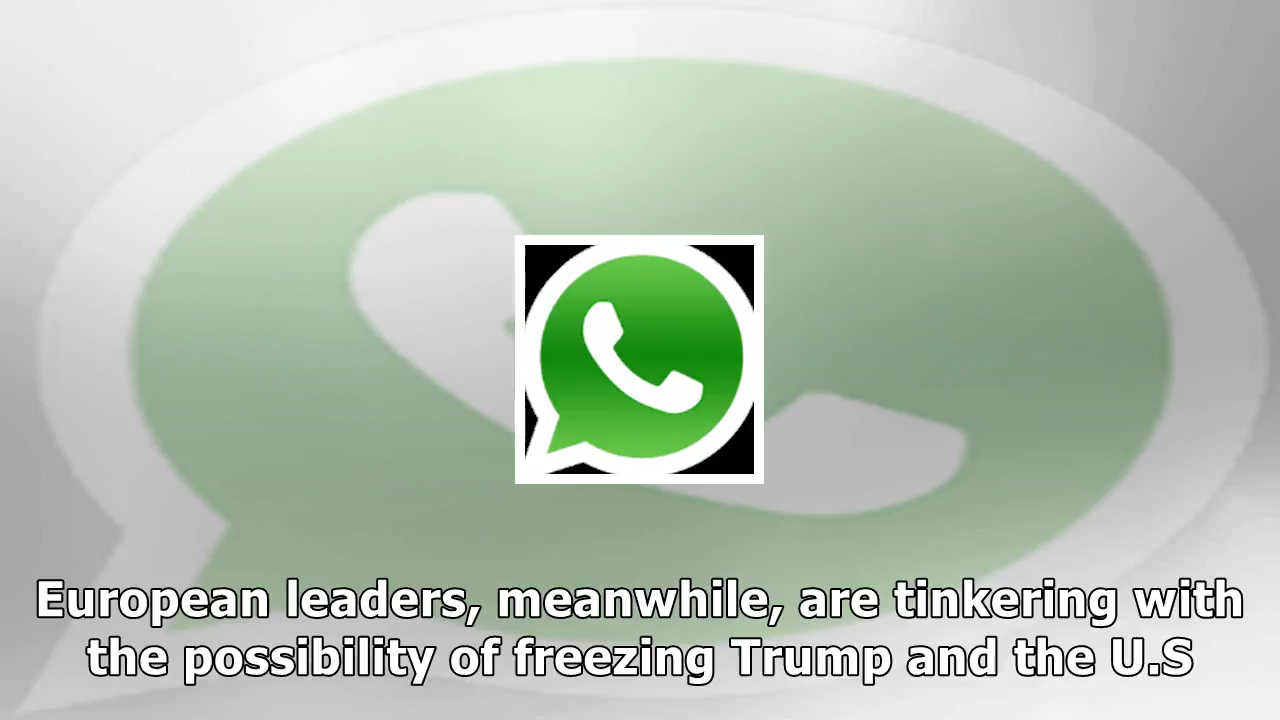 European leaders, meanwhile, are tinkering with
the possibility of freezing Trump and the U.S